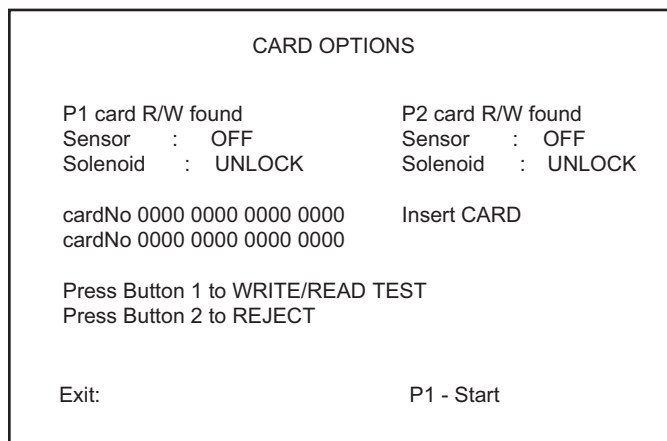 CARD OPTIONS
P1 card R/W found P2 card R/W found
Sensor : OFF Sensor : OFF
Solenoid : UNLOCK Solenoid : UNLOCK
cardNo 0000 0000 0000 0000 Insert CARD
cardNo 0000 0000 0000 0000
Press Button 1 to WRITE/READ TEST
Press Button 2 to REJECT
Exit: P1 - Start